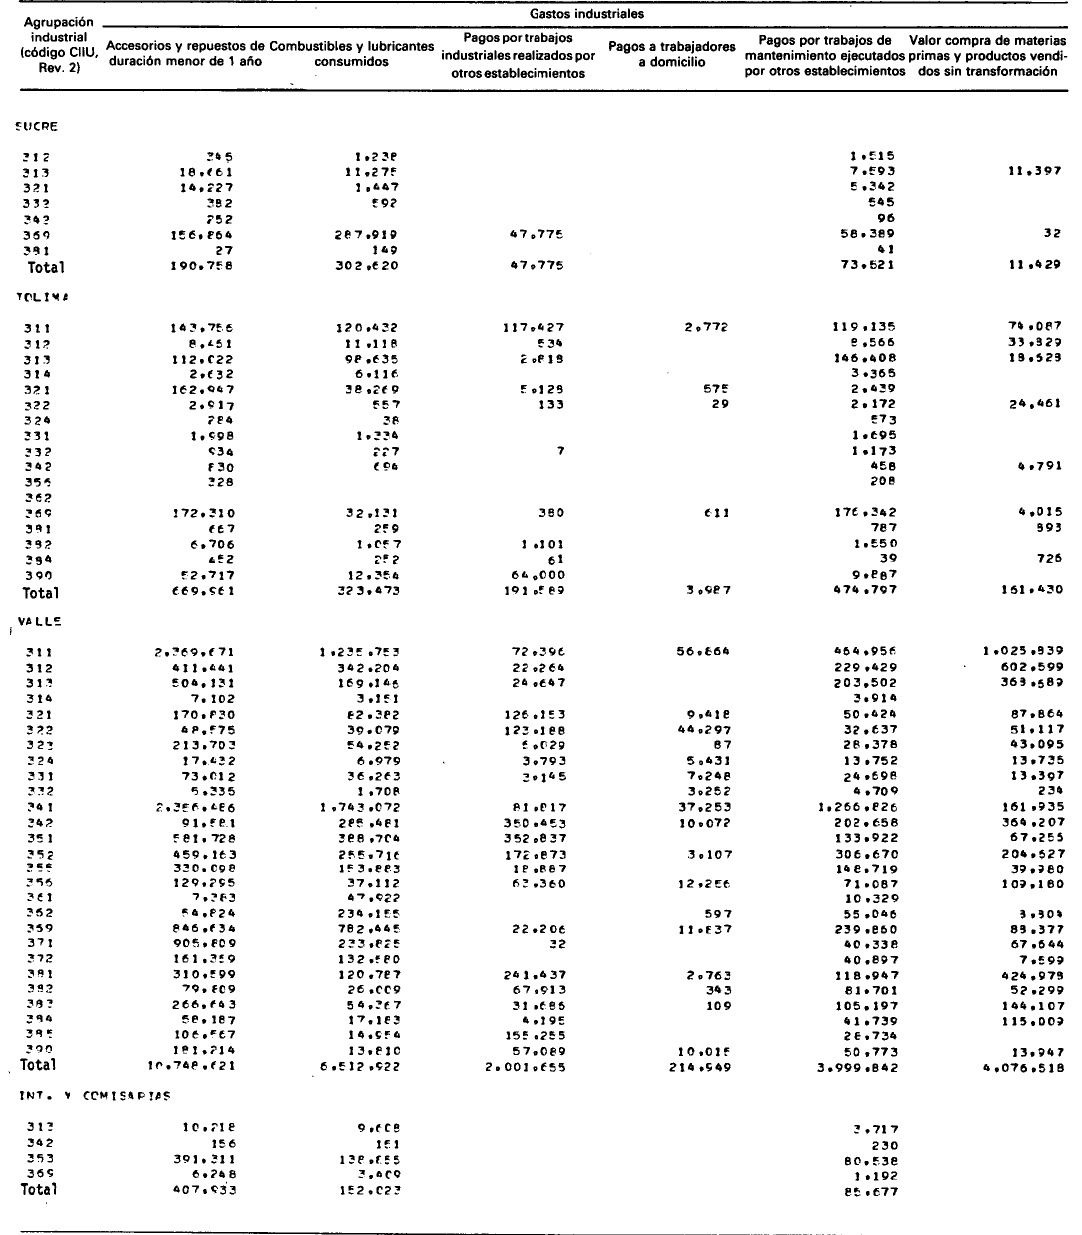 Gastos industriales
Agrupación industrial (código CIIU, Rev. 2) Accesorios y repuestos de duración menor de 1 año Combustibles y lubricantes consumidos Pagos por trabajos industriales realizados por otros establecimientos Pagos a trabajadores a domicilio Pagos por trabajos de mantenimiento ejecutados por otros establecimientos Valor compra de materias primas y productos vendidos sin transformación
SUCRE
312 345 1.238 1.515
313 18.661 11.275 7.593 11.397
321 14.227 1.447 5.342
332 382 592 545
342 252 96
369 156.864 287.919 47.775 58.389 32
381 27 149 41
Total 190.758 302.620 47.775 73.521 11.429
TOLIMA
311 143.756 120.432 117.427 2.772 119.135 74.087
312 8.451 11.118 534 8.566 33.829
313 112.022 98.635 2.818 146.408 18.528
314 2.632 6.116 3.365
321 162.947 38.269 5.128 575 2.439
322 2.917 557 133 29 2.172 24.461
324 284 38 573
331 1.998 1.334 1.695
332 934 227 7 1.173
342 830 694 458 4.791
356 328 208
362
369 172.310 32.131 380 611 176.342 4.015
381 667 259 787 993
382 6.706 1.057 1.101 1.550
384 452 252 61 39 726
390 52.717 12.354 64.000 9.887
Total 669.961 323.473 191.589 3.987 474.797 161.430
VALLE
311 2.369.671 1.235.753 72.396 56.664 464.956 1.025.839
312 411.441 342.204 22.264 229.429 602.599
313 504.131 169.146 24.647 203.502 363.589
314 7.102 3.151 3.914
321 170.830 62.382 126.153 9.418 50.424 87.864
322 48.575 39.079 123.188 44.297 32.637 51.117
323 213.703 54.252 5.029 87 28.378 43.095
324 17.432 6.979 3.793 5.431 13.752 13.735
331 73.012 36.263 3.145 7.248 24.698 13.397
332 5.335 1.708 3.252 4.709 234
341 2.356.486 1.743.072 81.817 37.253 1.266.826 161.935
342 91.581 285.481 350.453 10.072 202.658 364.207
351 581.728 388.704 352.837 133.922 67.255
352 459.163 255.716 172.873 3.107 306.670 204.527
355 330.098 153.883 18.887 148.719 39.980
356 129.295 37.112 63.360 12.256 71.087 109.180
361 7.383 47.922 10.329
362 54.824 234.155 597 55.046 3.304
369 846.634 782.445 22.206 11.637 239.860 83.377
371 905.809 233.825 32 40.338 67.644
372 161.359 132.580 40.897 7.599
381 310.599 120.787 241.437 2.763 118.947 424.978
382 79.809 26.009 67.913 343 81.701 52.299
383 266.643 54.367 31.686 109 105.197 144.107
384 58.187 17.183 4.195 41.739 115.009
385 106.567 14.954 155.255 26.734
390 181.214 13.810 57.089 10.015 50.773 13.947
Total 10.748.621 6.512.922 2.001.655 214.949 3.999.842 4.076.518
INT. Y COMISARIAS
313 10.218 9.608 3.717
342 156 151 230
353 391.311 138.855 80.538
369 6.248 3.409 1.192
Total 407.933 152.023 85.677